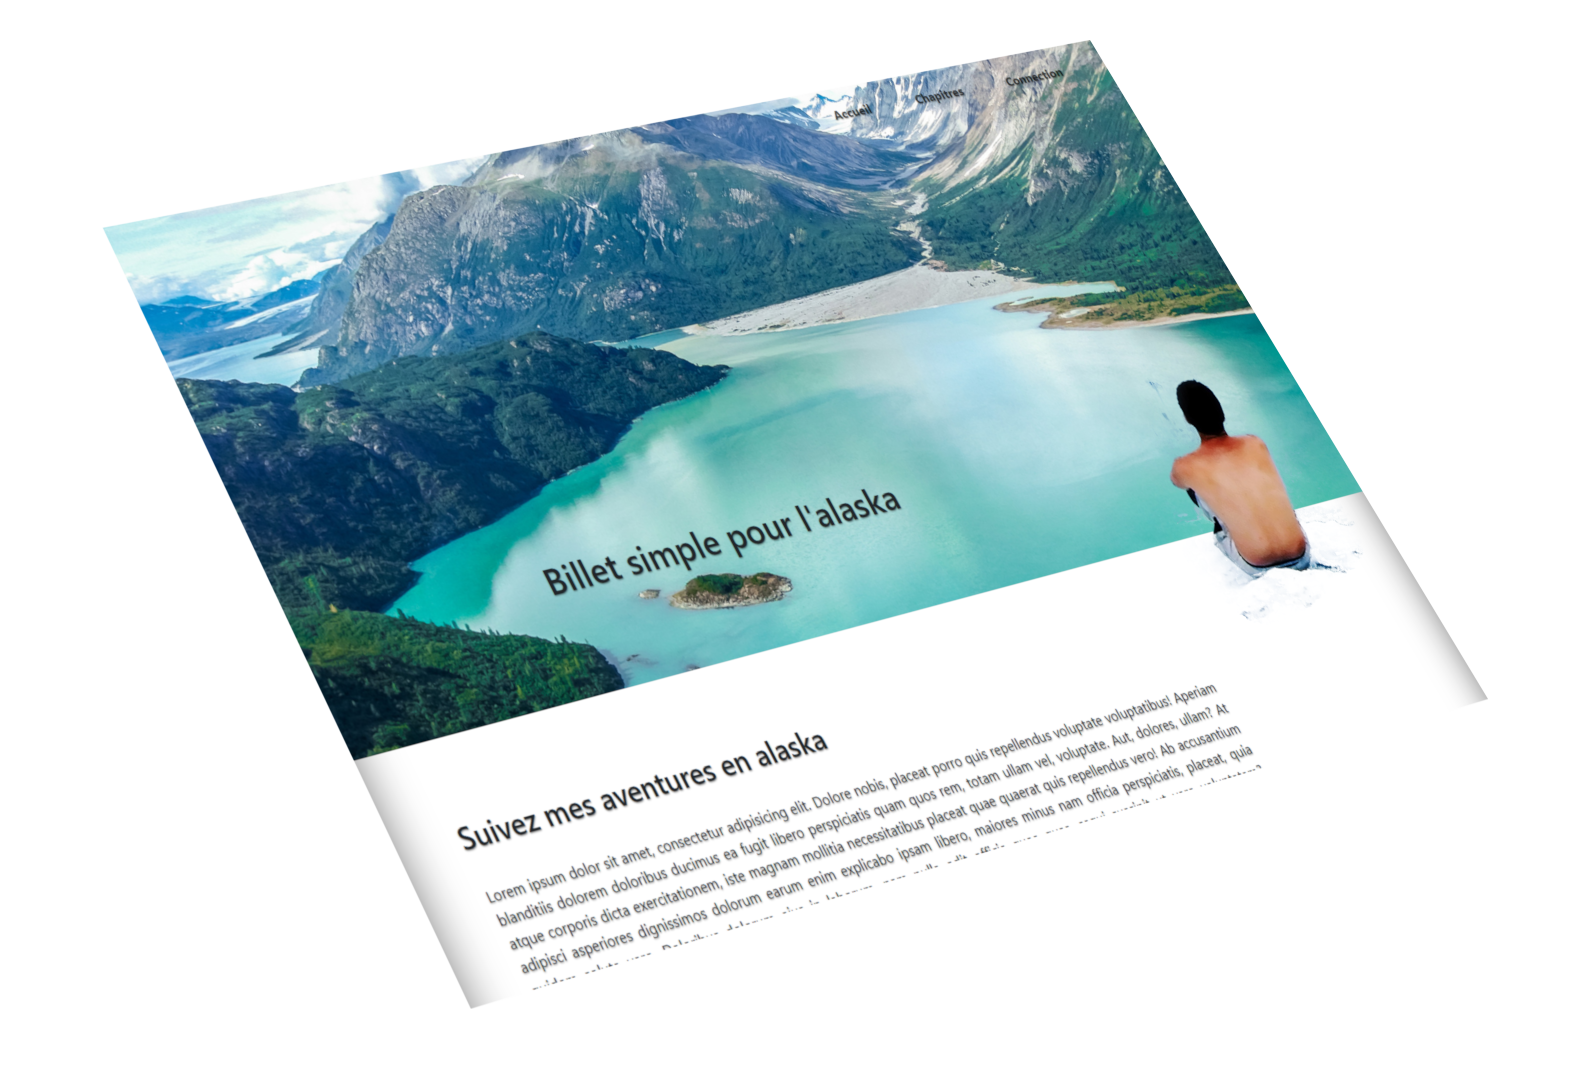 Accueil Chapitres Connection
Billet simple pour l'alaska
Suivez mes aventures en alaska
Lorem ipsum dolor sit amet, consectetur adipisicing elit. Dolore nobis, placeat porro quis repellendus voluptate voluptatibus! Aperiam
blanditiis dolorem doloribus ducimus ea fugit libero perspiciatis quam quos rem, totam ullam vel, voluptate. Aut, dolores, ullam? At
atque corporis dicta exercitationem, iste magnam mollitia necessitatibus placeat quae quaerat quis repellendus vero! Ab accusantium
adipisci asperiores dignissimos dolorum earum enim explicabo ipsam libero, maiores minus nam officia perspiciatis, placeat, quia